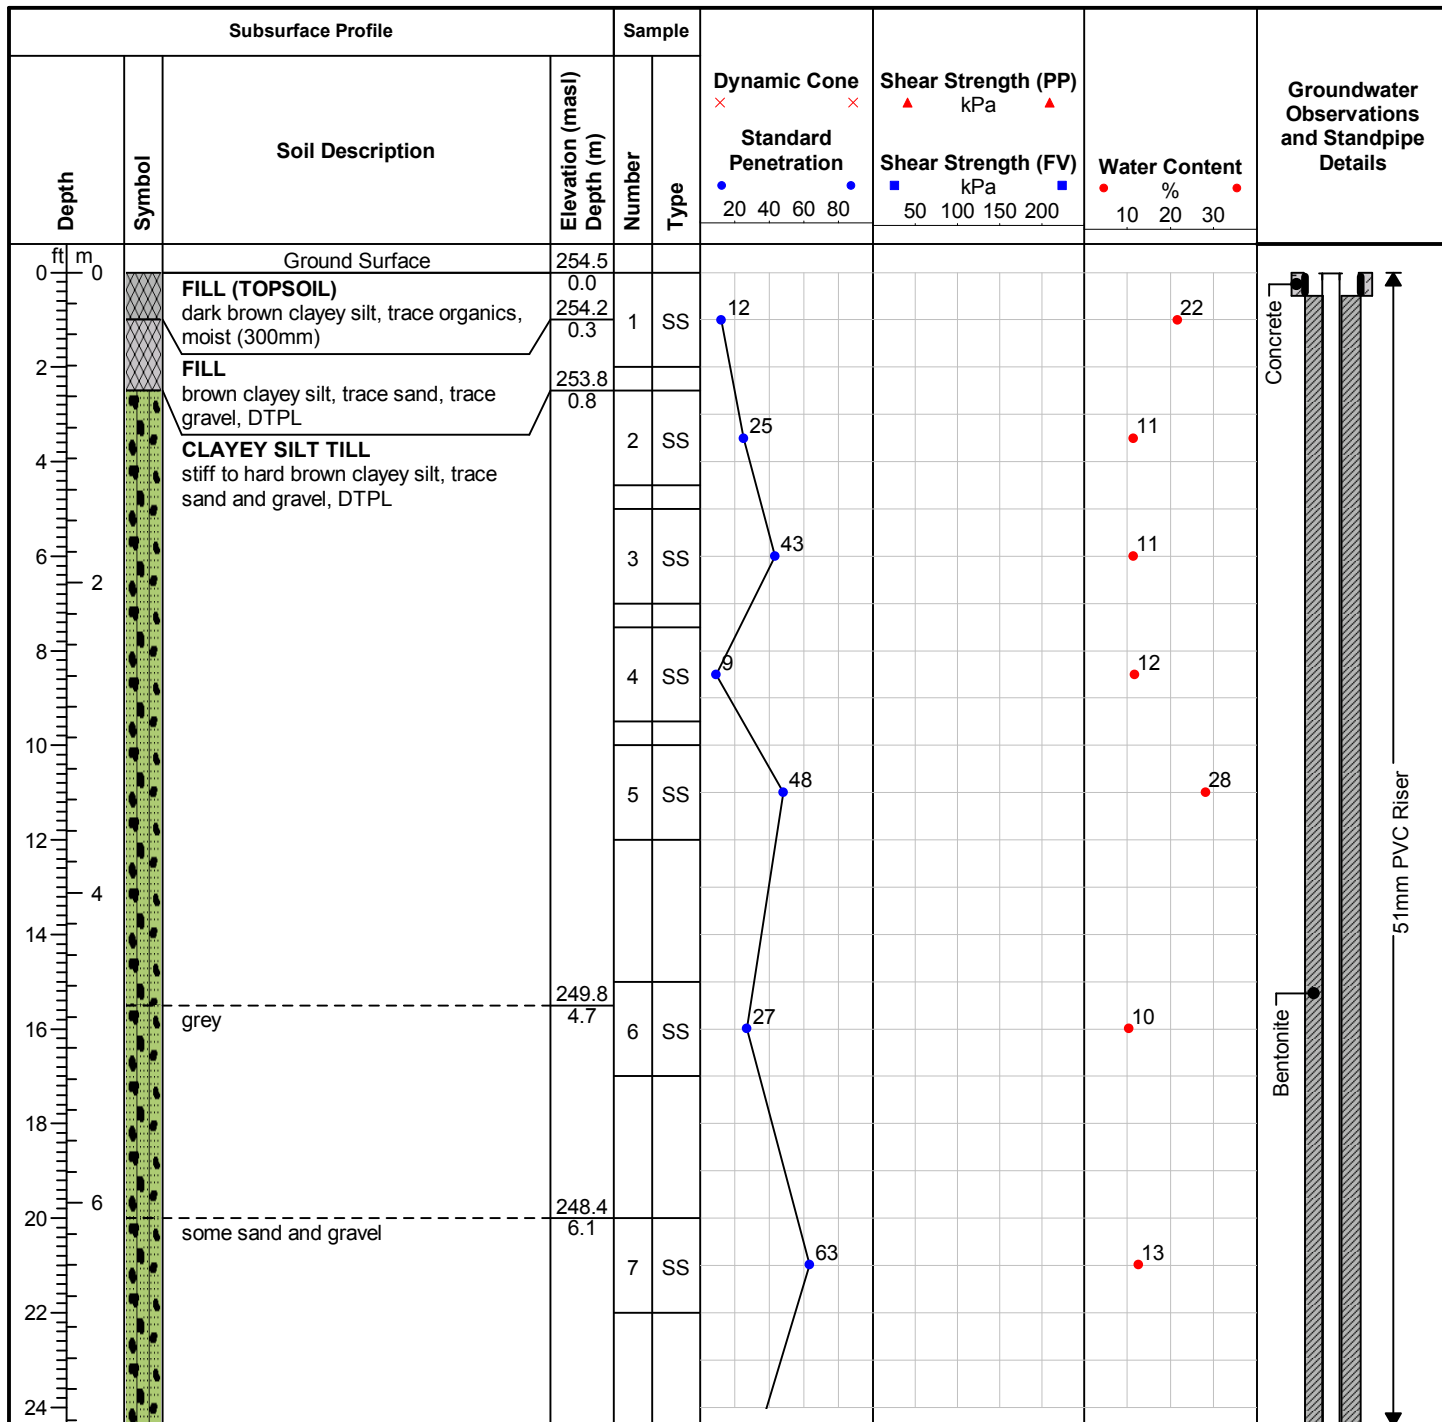 Subsurface Profile
Sample
Depth
Symbol
Soil Description
Elevation (masl)
Depth (m)
Number
Type
Dynamic Cone
Standard
Penetration
20 40 60 80
Shear Strength (PP)
kPa
Shear Strength (FV)
kPa
50 100 150 200
Water Content
%
10 20 30
Groundwater
Observations
and Standpipe
Details
ft m
0 0
Ground Surface
254.5
0.0
FILL (TOPSOIL)
dark brown clayey silt, trace organics,
moist (300mm)
254.2
0.3
1 SS
12
22
Concrete
2
FILL
brown clayey silt, trace sand, trace
gravel, DTPL
253.8
0.8
2 SS
25
11
4
CLAYEY SILT TILL
stiff to hard brown clayey silt, trace
sand and gravel, DTPL
6
2
3 SS
43
11
8
4 SS
9
12
10
5 SS
48
28
51mm PVC Riser
12
4
14
249.8
4.7
grey
16
6 SS
27
10
Bentonite
18
6
20
248.4
6.1
some sand and gravel
7 SS
63
13
22
24